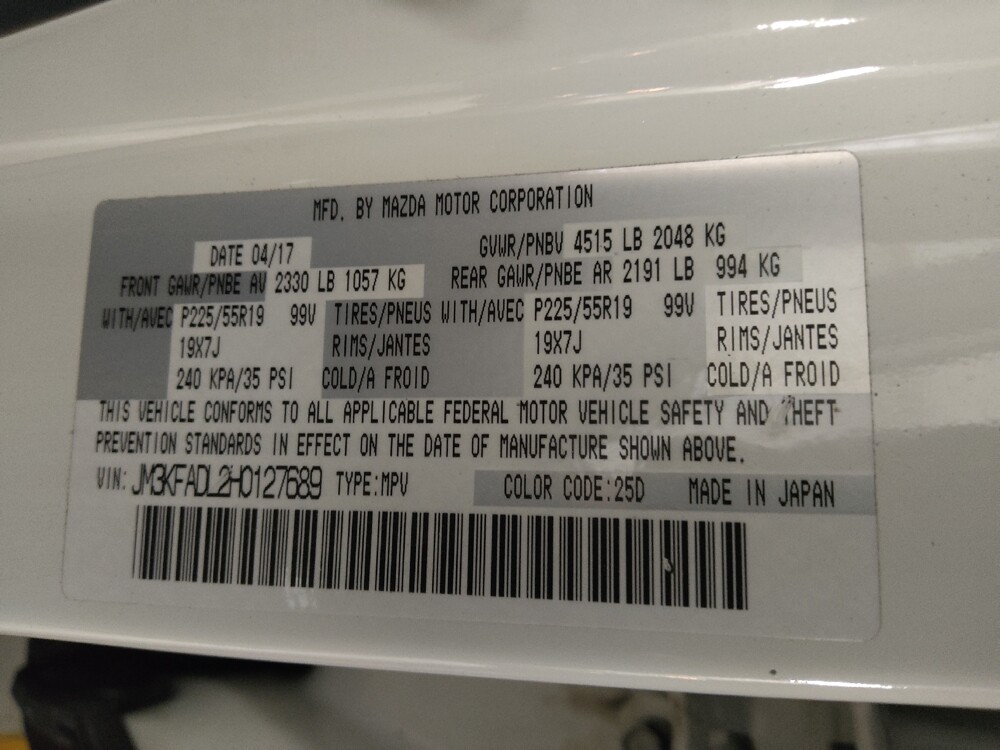 MFD. BY MAZDA MOTOR CORPORATION
DATE 04/17 GVWR/PNBV 4515 LB 2048 KG
FRONT GAWR/PNBE AV 2330 LB 1057 KG REAR GAWR/PNBE AR 2191 LB 994 KG
WITH/AVEC P225/55R19 99V TIRES/PNEUS WITH/AVEC P225/55R19 99V TIRES/PNEUS
19X7J RIMS/JANTES 19X7J RIMS/JANTES
240 KPA/35 PSI COLD/A FROID 240 KPA/35 PSI COLD/A FROID
THIS VEHICLE CONFORMS TO ALL APPLICABLE FEDERAL MOTOR VEHICLE SAFETY AND THEFT
PREVENTION STANDARDS IN EFFECT ON THE DATE OF MANUFACTURE SHOWN ABOVE.
VIN: JM3KFADL2H0127689 TYPE:MPV COLOR CODE:25D MADE IN JAPAN